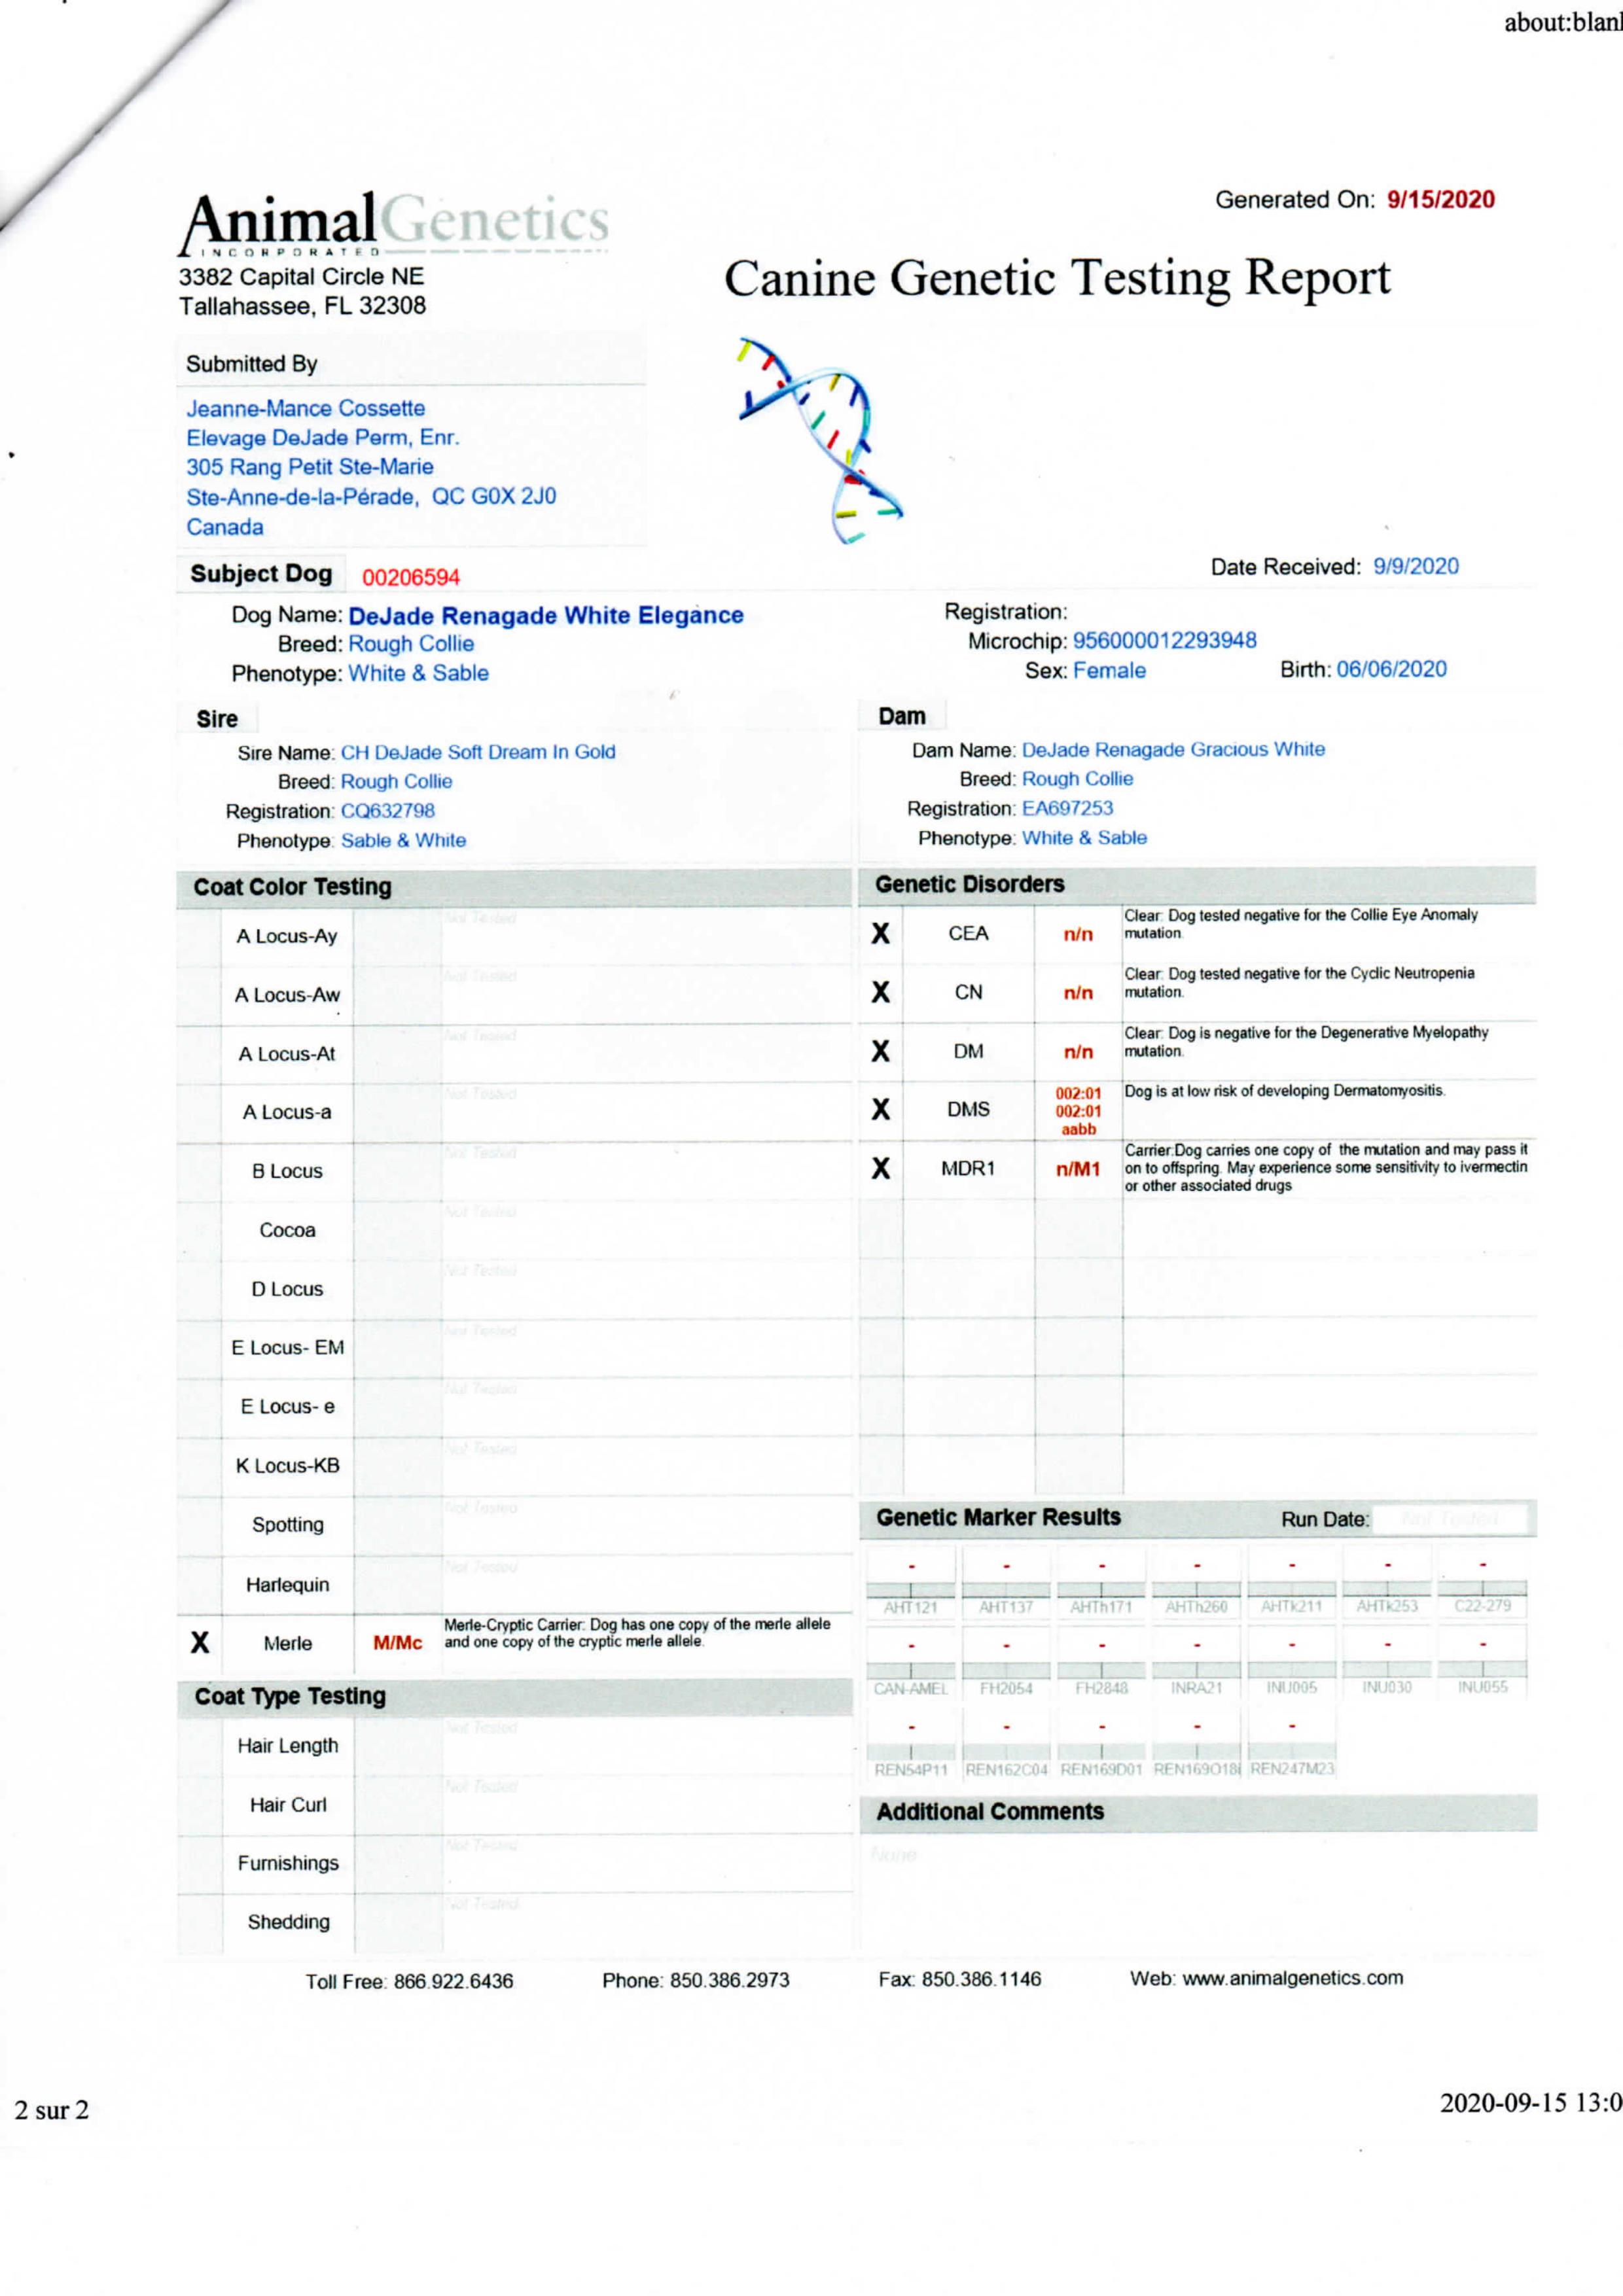 about:blan
Animal Genetics
INCORPORATED
3382 Capital Circle NE
Tallahassee, FL 32308
Generated On: 9/15/2020
Canine Genetic Testing Report
Submitted By
Jeanne-Mance Cossette
Elevage DeJade Perm, Enr.
305 Rang Petit Ste-Marie
Ste-Anne-de-la-Pérade, QC G0X 2J0
Canada
Subject Dog 00206594
Date Received: 9/9/2020
Dog Name: DeJade Renagade White Elegance
Breed: Rough Collie
Phenotype: White & Sable
Registration:
Microchip: 956000012293948
Sex: Female Birth: 06/06/2020
Sire
Sire Name: CH DeJade Soft Dream In Gold
Breed: Rough Collie
Registration: CQ632798
Phenotype: Sable & White
Dam
Dam Name: DeJade Renagade Gracious White
Breed: Rough Collie
Registration: EA697253
Phenotype: White & Sable
Coat Color Testing
A Locus-Ay Not Tested
A Locus-Aw Not Tested
A Locus-At Not Tested
A Locus-a Not Tested
B Locus Not Tested
Cocoa Not Tested
D Locus Not Tested
E Locus- EM Not Tested
E Locus- e Not Tested
K Locus-KB Not Tested
Spotting Not Tested
Harlequin Not Tested
X Merle M/Mc Merle-Cryptic Carrier: Dog has one copy of the merle allele
and one copy of the cryptic merle allele.
Coat Type Testing
Hair Length Not Tested
Hair Curl Not Tested
Furnishings Not Tested
Shedding Not Tested
Genetic Disorders
X CEA n/n Clear: Dog tested negative for the Collie Eye Anomaly
mutation.
X CN n/n Clear: Dog tested negative for the Cyclic Neutropenia
mutation.
X DM n/n Clear: Dog is negative for the Degenerative Myelopathy
mutation.
X DMS 002:01 002:01 aabb Dog is at low risk of developing Dermatomyositis.
X MDR1 n/M1 Carrier:Dog carries one copy of the mutation and may pass it
on to offspring. May experience some sensitivity to ivermectin
or other associated drugs
Genetic Marker Results Run Date: Not Tested
- - - - - - -
AHT121 AHT137 AHTh171 AHTh260 AHTk211 AHTk253 C22-279
- - - - - - -
CAN-AMEL FH2054 FH2848 INRA21 INU005 INU030 INU055
- - - - -
REN54P11 REN162C04 REN169D01 REN169O18 REN247M23
Additional Comments
None
Toll Free: 866.922.6436 Phone: 850.386.2973 Fax: 850.386.1146 Web: www.animalgenetics.com
2 sur 2
2020-09-15 13:0